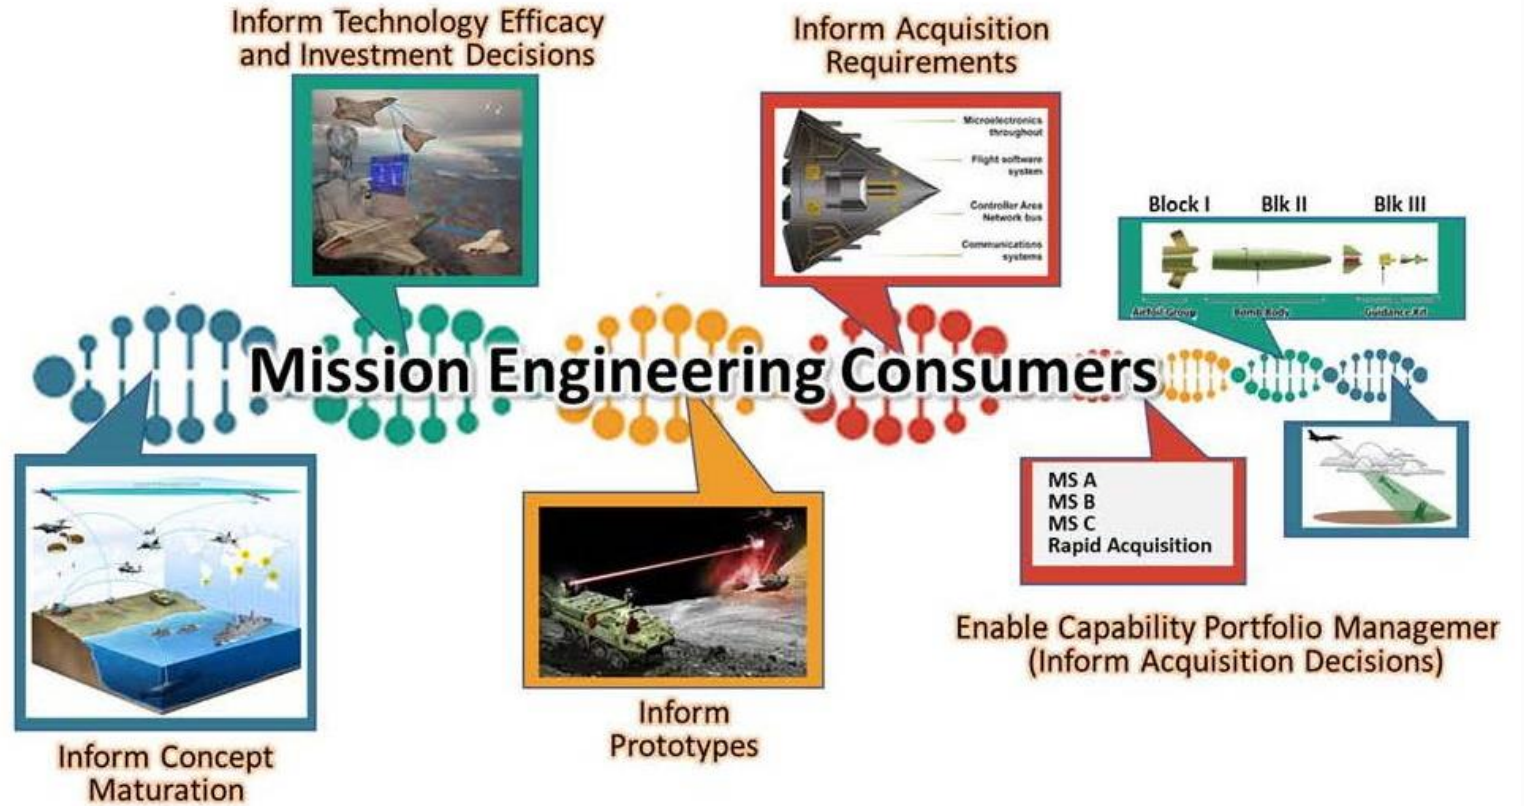 Inform Technology Efficacy
and Investment Decisions
Inform Acquisition
Requirements
Microelectronics
throughout
Flight software
system
Controller Area
Network bus
Communications
systems
Block I
Blk II
Blk III
Airfoil Group
Bomb Body
Guidance Kit
Mission Engineering Consumers
MS A
MS B
MS C
Rapid Acquisition
Enable Capability Portfolio Managemer
(Inform Acquisition Decisions)
Inform
Prototypes
Inform Concept
Maturation